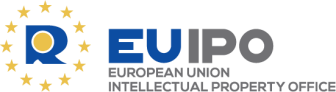 EUIPO
EUROPEAN UNION
INTELLECTUAL PROPERTY OFFICE